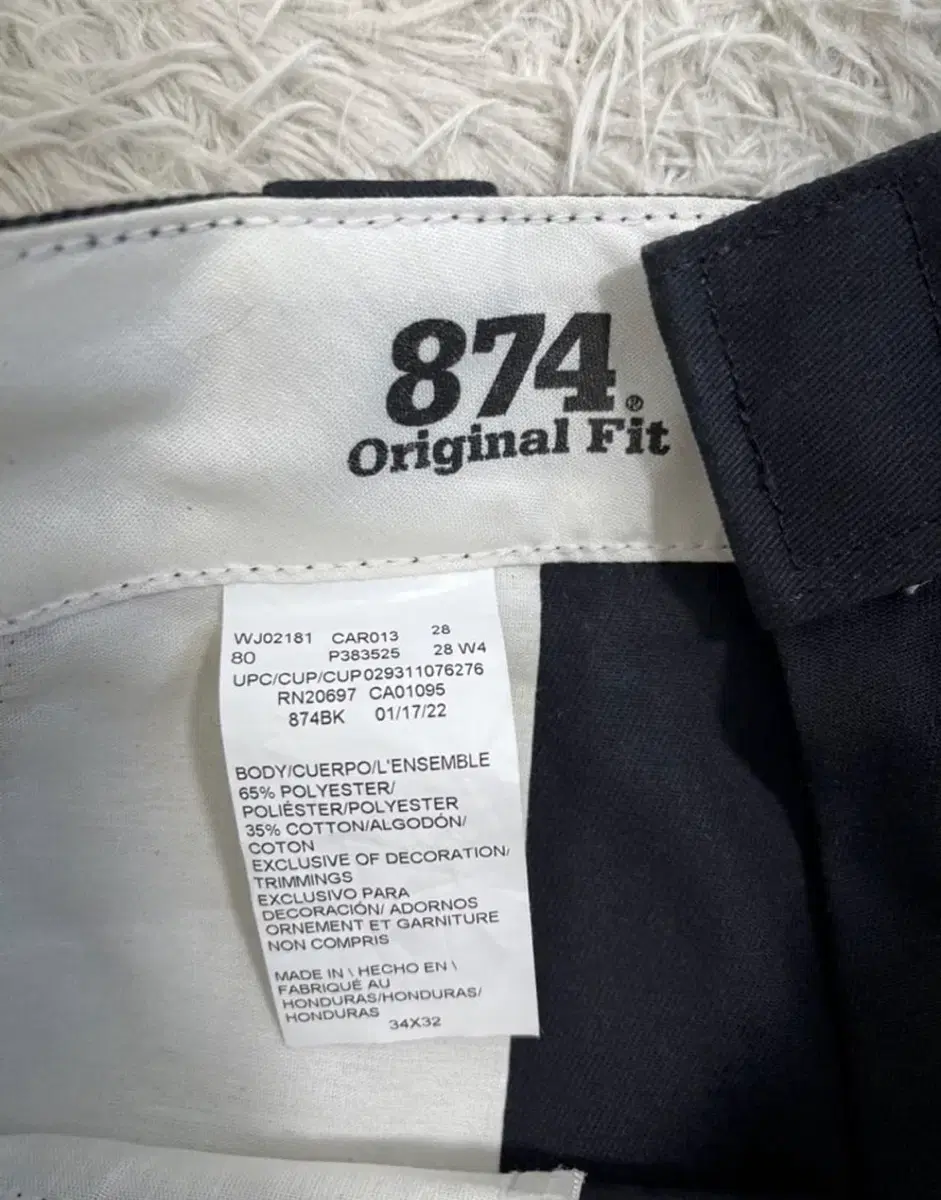 874®
Original Fit
WJ02181 CAR013 28
80 P383525 28 W4
UPC/CUP/CUP029311076276
RN20697 CA01095
874BK 01/17/22
BODY/CUERPO/L'ENSEMBLE
65% POLYESTER/
POLIÉSTER/POLYESTER
35% COTTON/ALGODÓN/
COTON
EXCLUSIVE OF DECORATION/
TRIMMINGS
EXCLUSIVO PARA
DECORACIÓN/ ADORNOS
ORNEMENT ET GARNITURE
NON COMPRIS
MADE IN \ HECHO EN \
FABRIQUÉ AU
HONDURAS/HONDURAS/
HONDURAS
34X32